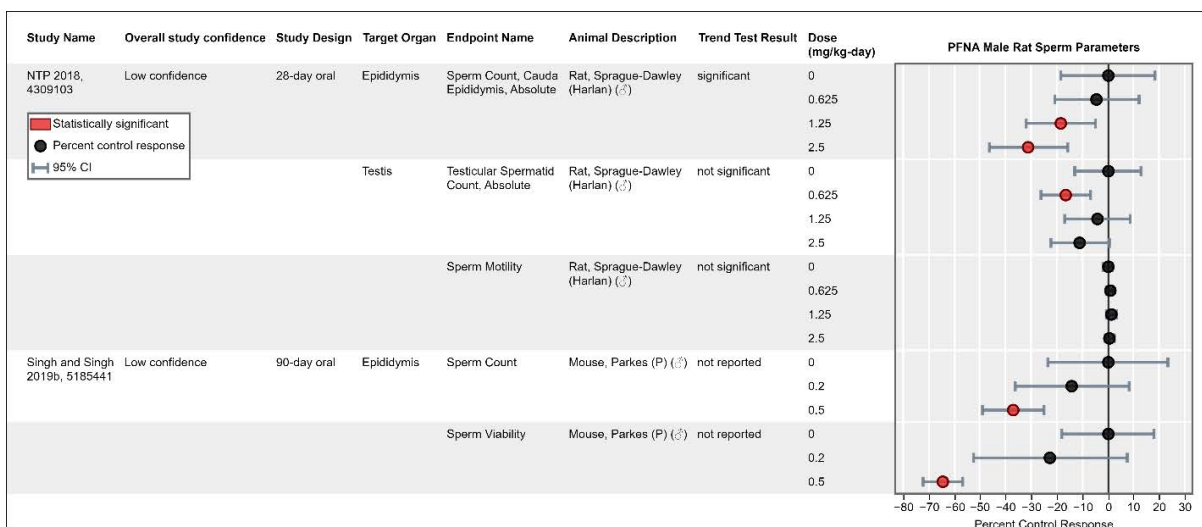 Study Name Overall study confidence Study Design Target Organ Endpoint Name Animal Description Trend Test Result Dose
(mg/kg-day)
PFNA Male Rat Sperm Parameters
NTP 2018, Low confidence 28-day oral Epididymis Sperm Count, Cauda Rat, Sprague-Dawley significant 0
4309103 Epididymis, Absolute (Harlan) (♂)
0.625
1.25
2.5
Statistically significant
Percent control response
95% CI
Testis Testicular Spermatid Rat, Sprague-Dawley not significant 0
Count, Absolute (Harlan) (♂)
0.625
1.25
2.5
Sperm Motility Rat, Sprague-Dawley not significant 0
(Harlan) (♂)
0.625
1.25
2.5
Singh and Singh Low confidence 90-day oral Epididymis Sperm Count Mouse, Parkes (P) (♂) not reported 0
2019b, 5185441
0.2
0.5
Sperm Viability Mouse, Parkes (P) (♂) not reported 0
0.2
0.5
−80 −70 −60 −50 −40 −30 −20 −10 0 10 20 30
Percent Control Response